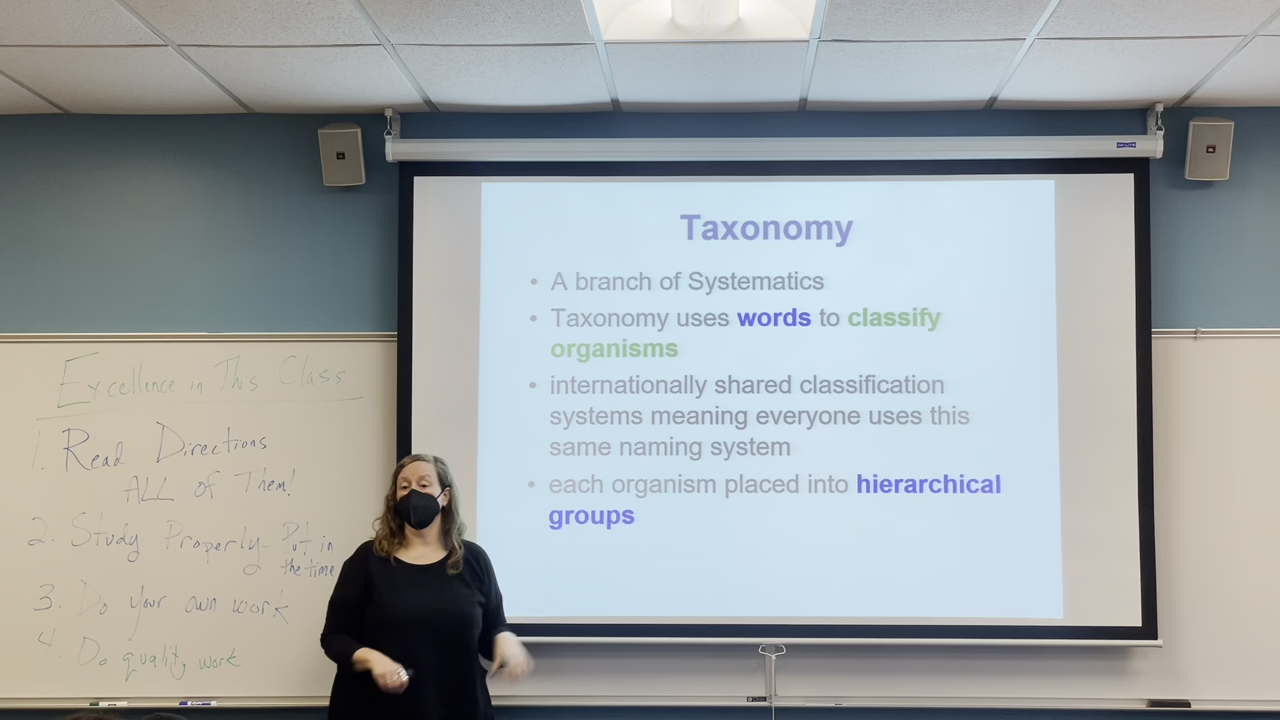 Taxonomy
• A branch of Systematics
• Taxonomy uses words to classify
organisms
• internationally shared classification
systems meaning everyone uses this
same naming system
• each organism placed into hierarchical
groups
Excellence in This Class
1. Read Directions
ALL of Them!
2. Study Properly - Put in
the time
3. Do your own work
4 Do quality work